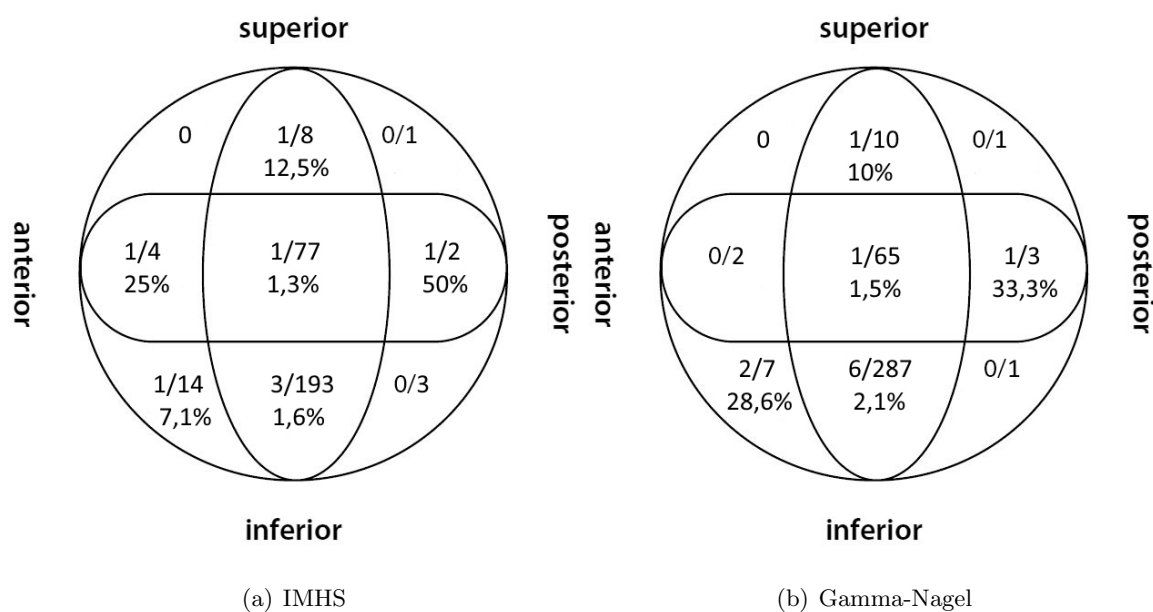 superior
0
1/8
12,5%
0/1
anterior
1/4
25%
1/77
1,3%
1/2
50%
posterior
1/14
7,1%
3/193
1,6%
0/3
inferior
(a) IMHS
superior
0
1/10
10%
0/1
anterior
0/2
1/65
1,5%
1/3
33,3%
posterior
2/7
28,6%
6/287
2,1%
0/1
inferior
(b) Gamma-Nagel